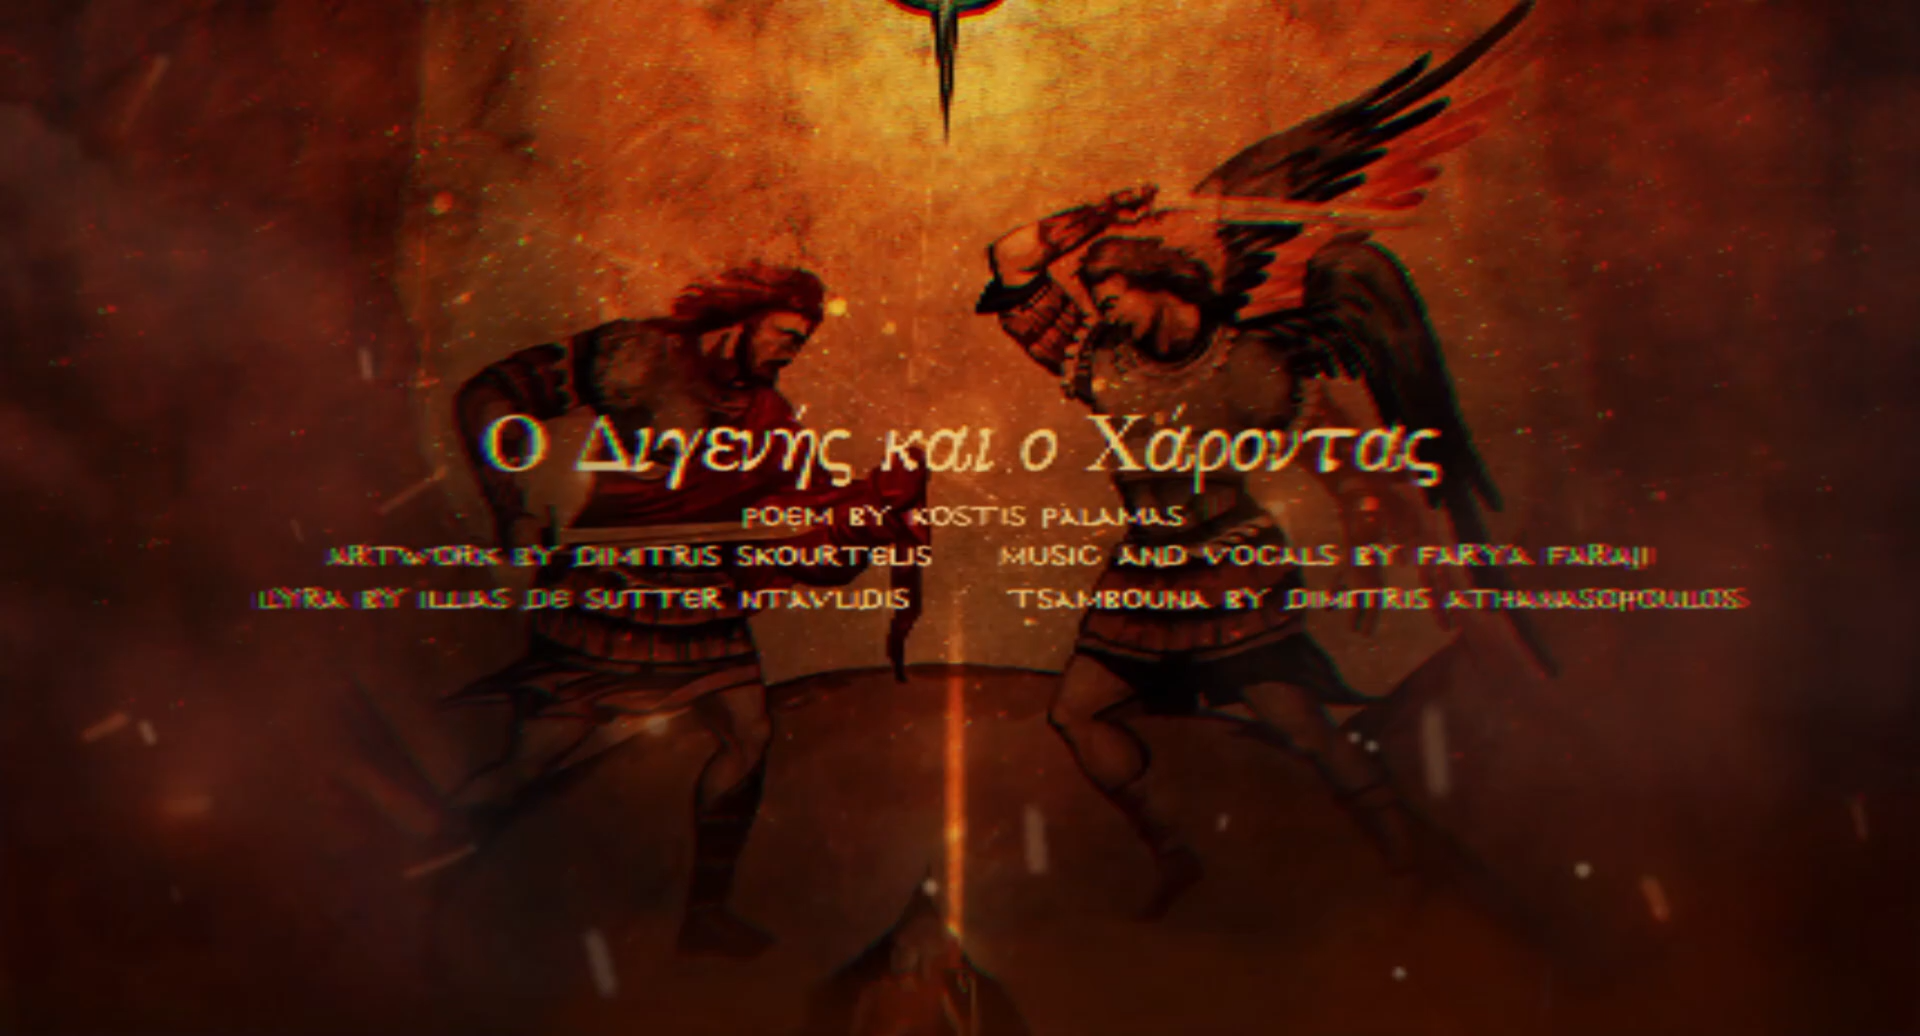 Ο Διγενής και ο Χάροντας
POEM BY KOSTIS PALAMAS
ARTWORK BY DIMITRIS SKOURTELIS
MUSIC AND VOCALS BY FARYA FARAJI
LYRA BY ILIAS DE SUTTER NTAVLIDIS
TSAMBOUNA BY DIMITRIS ATHANASOPOULOS